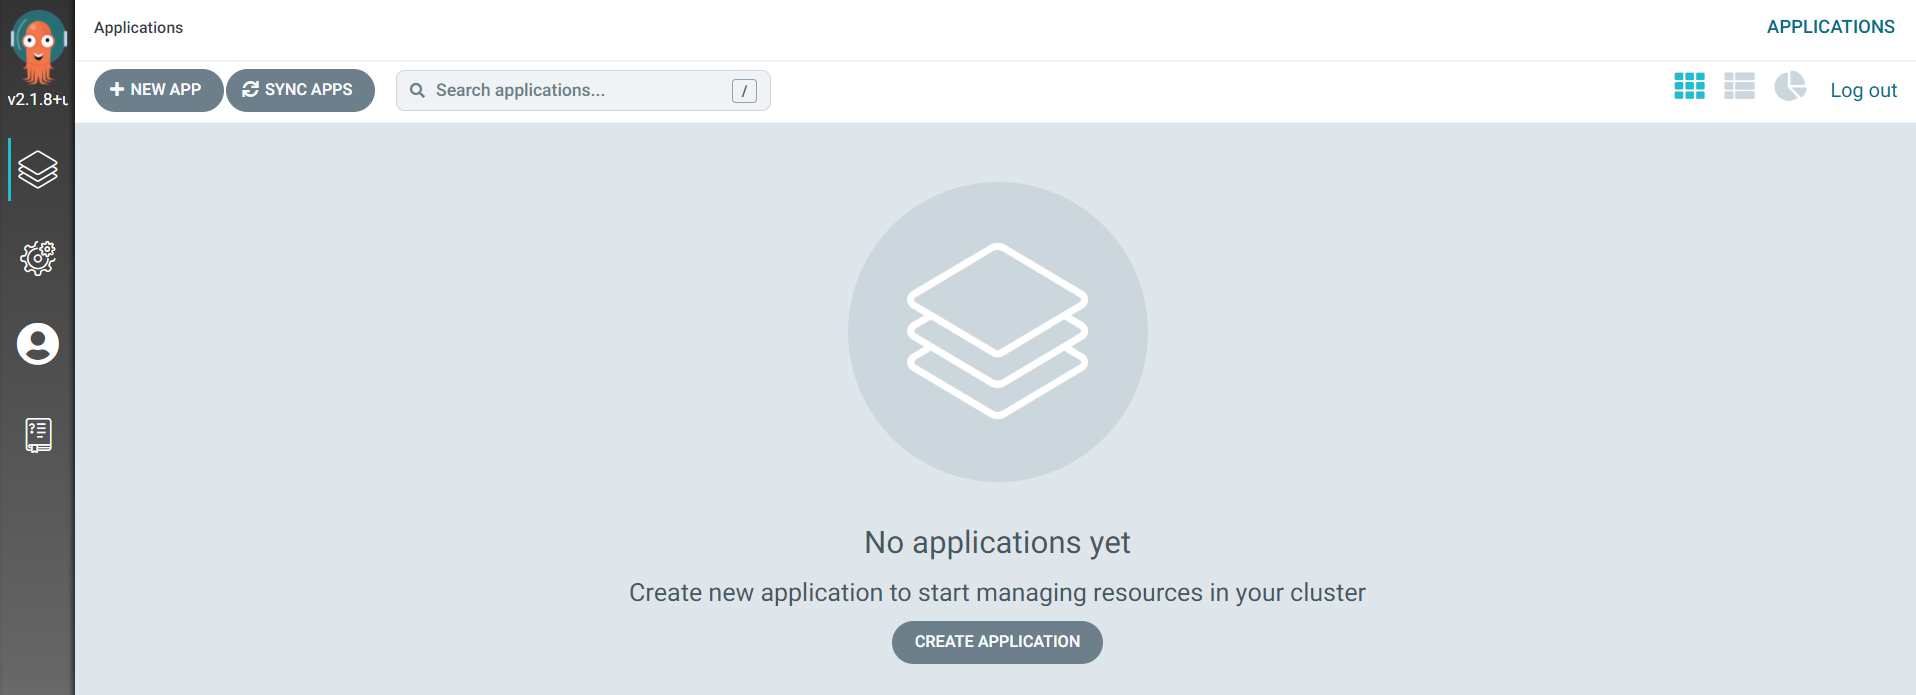 Applications
APPLICATIONS
NEW APP
SYNC APPS
Search applications...
/
Log out
v2.1.8+u
No applications yet
Create new application to start managing resources in your cluster
CREATE APPLICATION